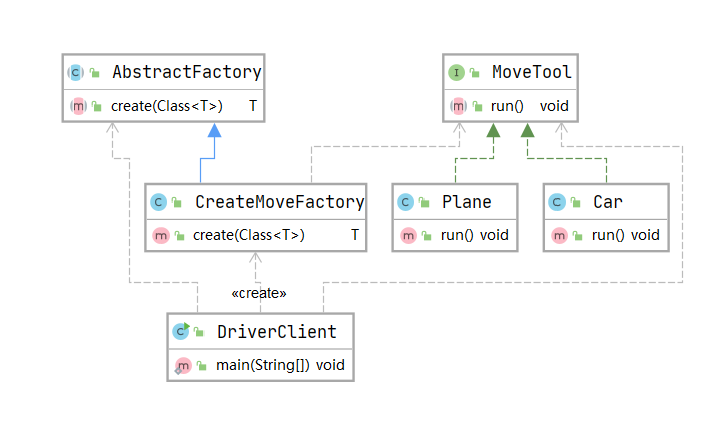 C AbstractFactory
m create(Class<T>) T
I MoveTool
m run() void
C CreateMoveFactory
m create(Class<T>) T
C Plane
m run() void
C Car
m run() void
«create»
C DriverClient
m main(String[]) void